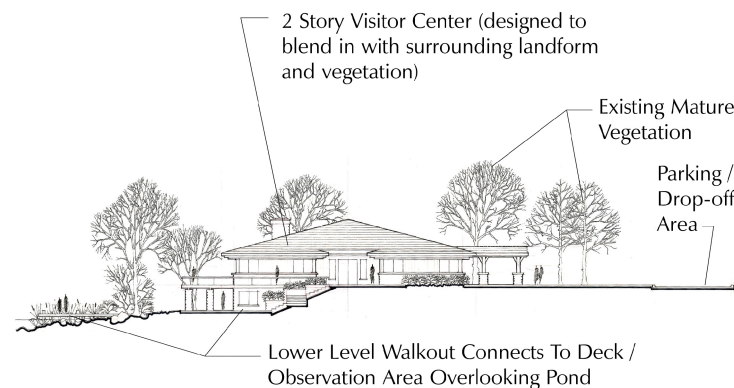 2 Story Visitor Center (designed to
blend in with surrounding landform
and vegetation)
Existing Mature
Vegetation
Parking /
Drop-off
Area
Lower Level Walkout Connects To Deck /
Observation Area Overlooking Pond